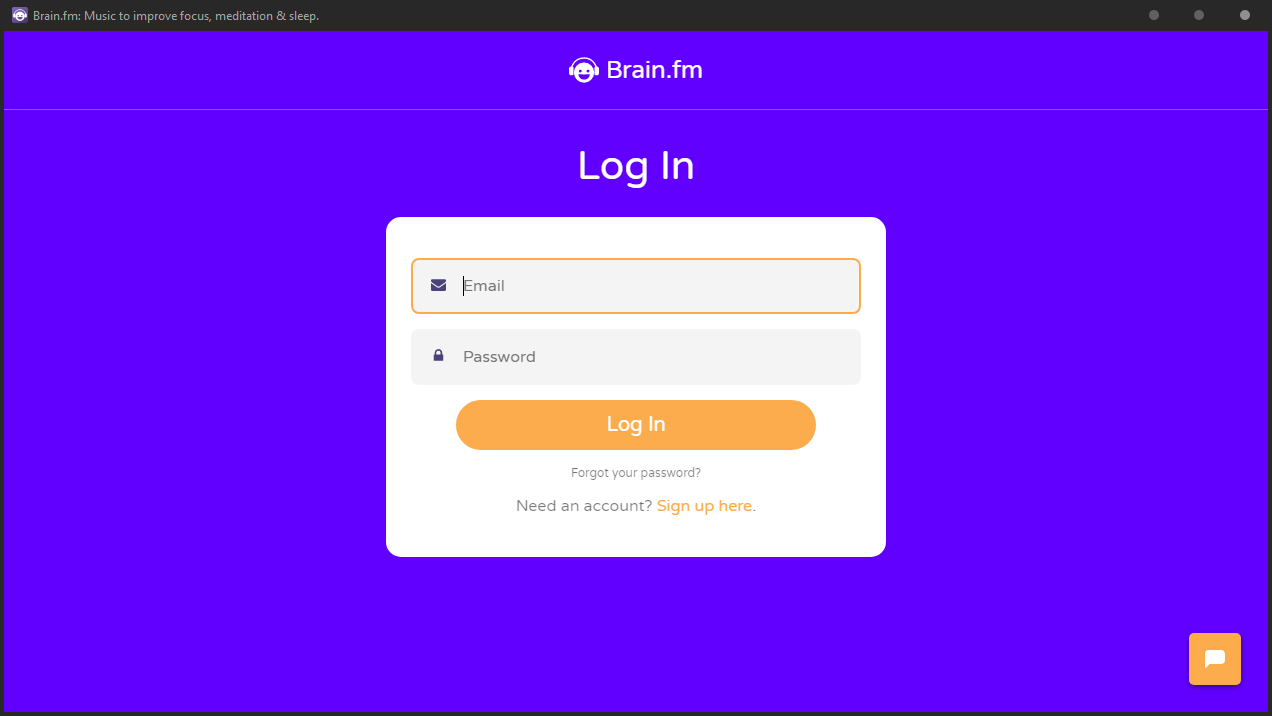 Brain.fm: Music to improve focus, meditation & sleep.
Brain.fm
Log In
Email
Password
Log In
Forgot your password?
Need an account? Sign up here.